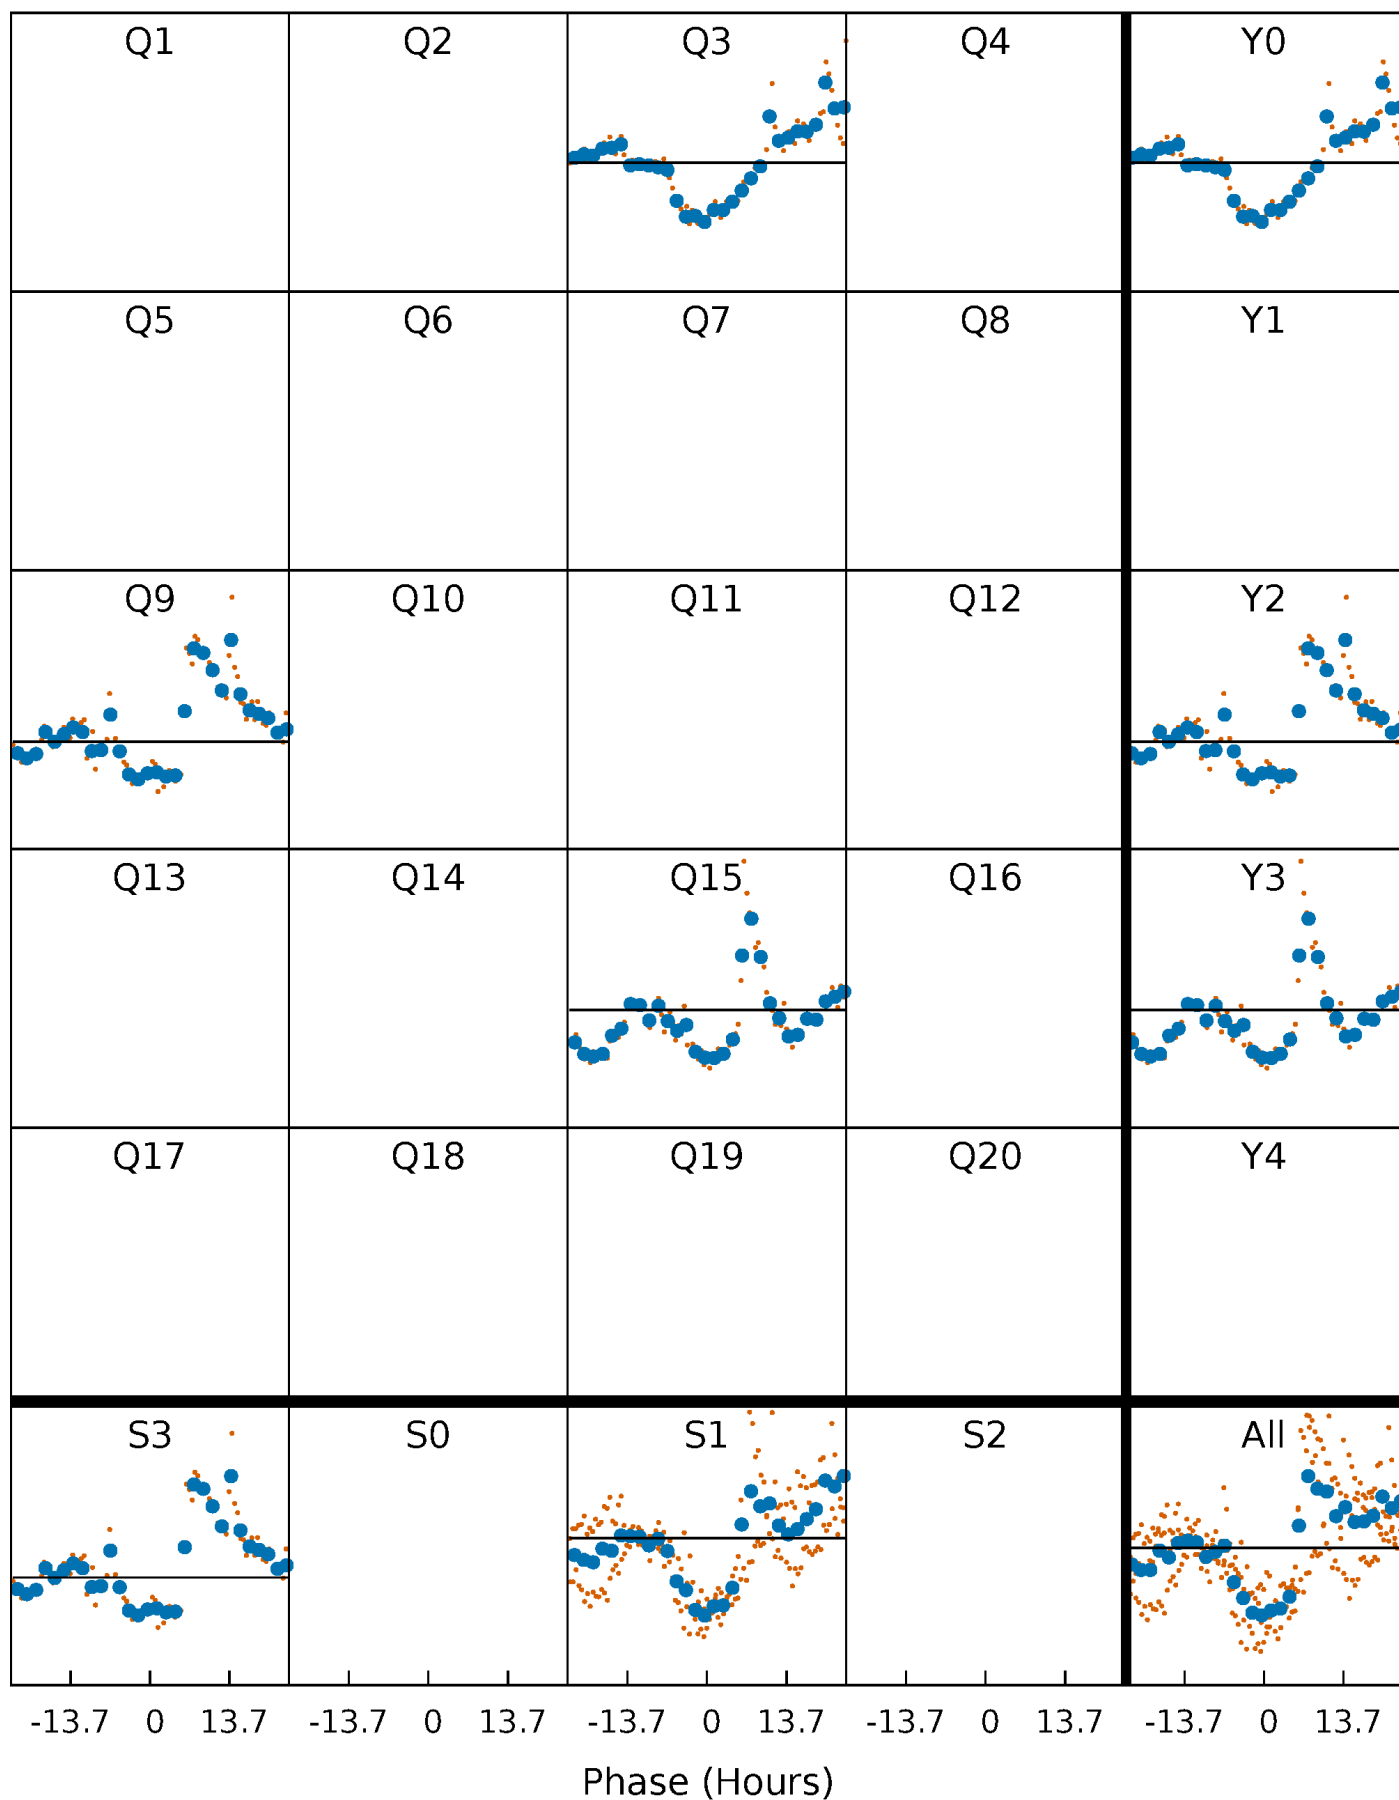 Q1 Q2 Q3 Q4 Y0
Q5 Q6 Q7 Q8 Y1
Q9 Q10 Q11 Q12 Y2
Q13 Q14 Q15 Q16 Y3
Q17 Q18 Q19 Q20 Y4
S3 S0 S1 S2 All
-13.7 0 13.7 -13.7 0 13.7 -13.7 0 13.7 -13.7 0 13.7 -13.7 0 13.7
Phase (Hours)